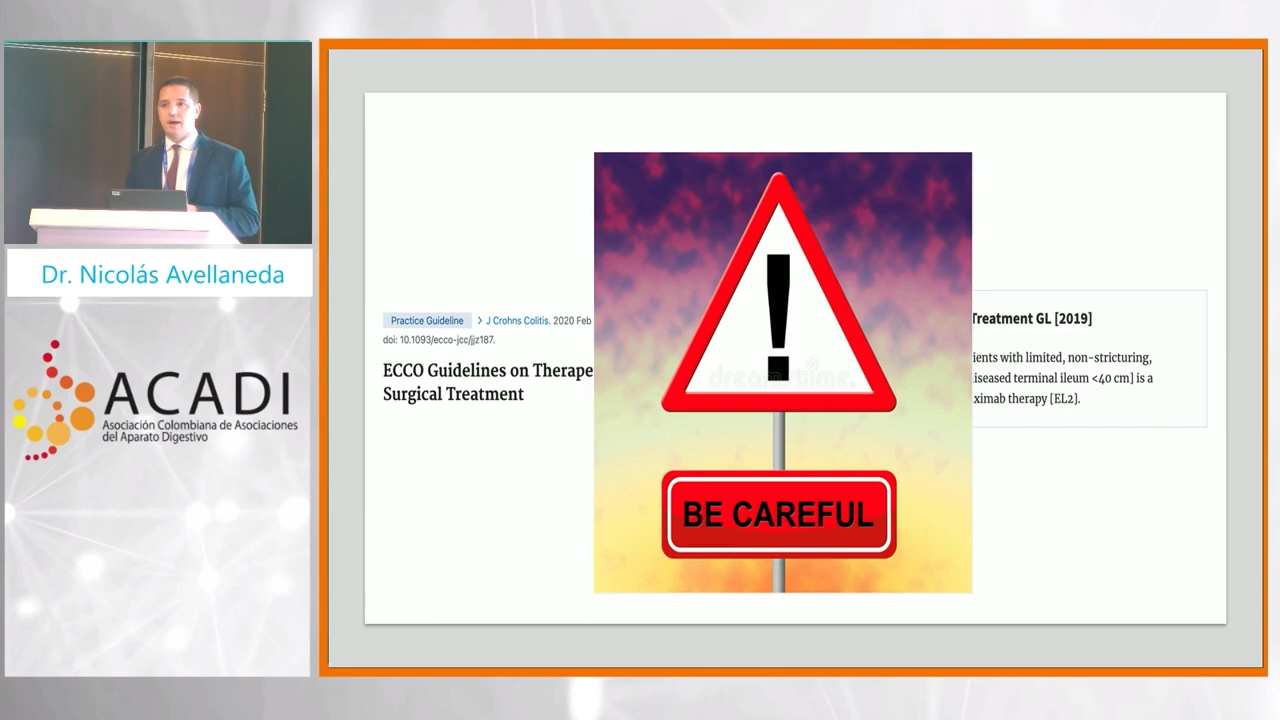 Dr. Nicolás Avellaneda
ACADI
Asociación Colombiana de Asociaciones
del Aparato Digestivo
Practice Guideline
> J Crohns Colitis. 2020 Feb
doi: 10.1093/ecco-jcc/jjz187.
ECCO Guidelines on Therape
Surgical Treatment
dreamstime.
BE CAREFUL
Treatment GL [2019]
ients with limited, non-stricturing,
iseased terminal ileum <40 cm] is a
ximab therapy [EL2].